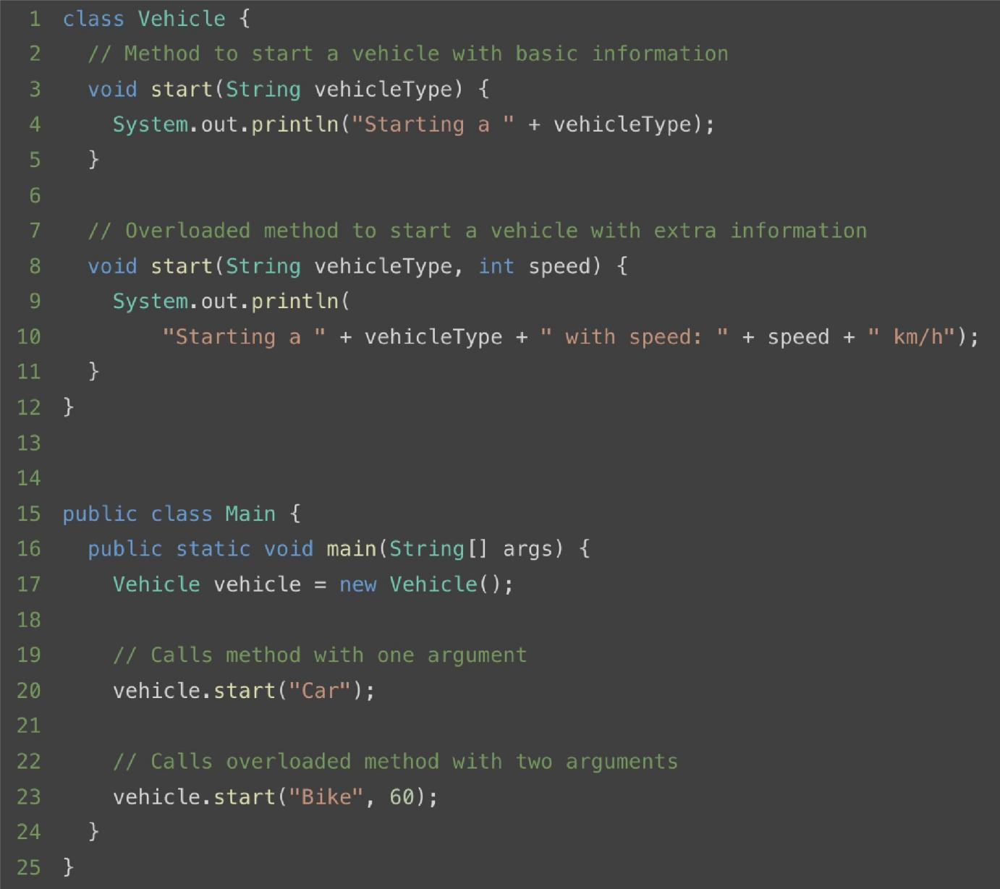 1 class Vehicle {
2   // Method to start a vehicle with basic information
3   void start(String vehicleType) {
4     System.out.println("Starting a " + vehicleType);
5   }
6
7   // Overloaded method to start a vehicle with extra information
8   void start(String vehicleType, int speed) {
9     System.out.println(
10         "Starting a " + vehicleType + " with speed: " + speed + " km/h");
11   }
12 }
13
14
15 public class Main {
16   public static void main(String[] args) {
17     Vehicle vehicle = new Vehicle();
18
19     // Calls method with one argument
20     vehicle.start("Car");
21
22     // Calls overloaded method with two arguments
23     vehicle.start("Bike", 60);
24   }
25 }